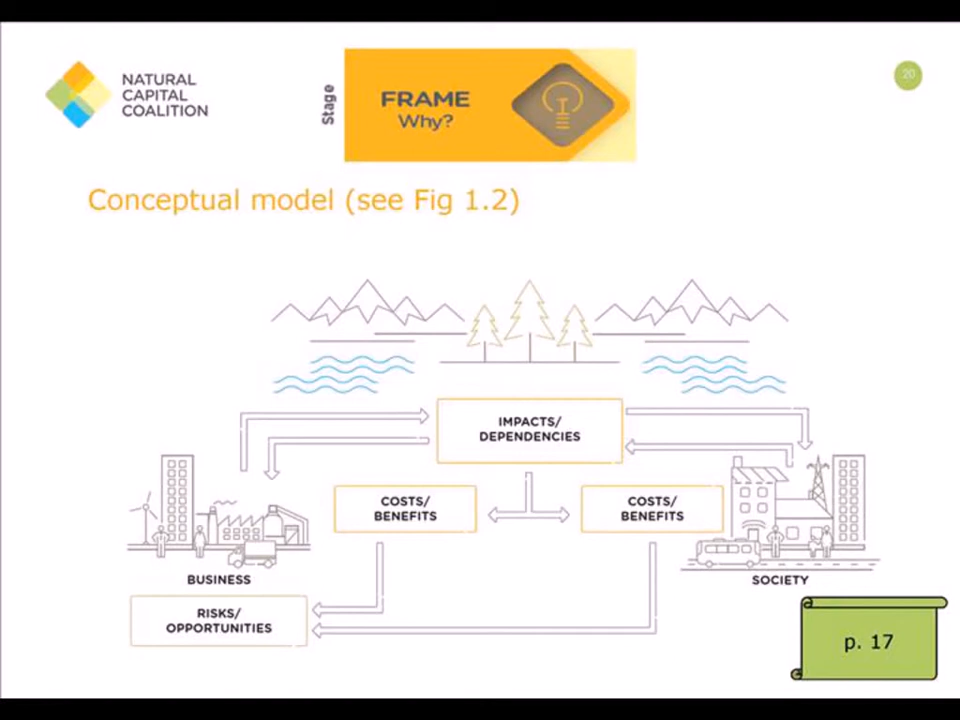 NATURAL
CAPITAL
COALITION
Stage
FRAME
Why?
20
Conceptual model (see Fig 1.2)
IMPACTS/
DEPENDENCIES
COSTS/
BENEFITS
COSTS/
BENEFITS
BUSINESS
SOCIETY
RISKS/
OPPORTUNITIES
p. 17